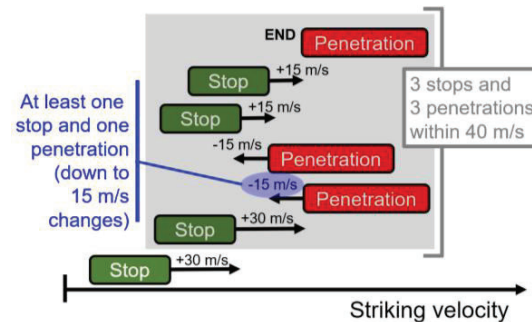 END Penetration
Stop +15 m/s
Stop +15 m/s
-15 m/s Penetration
-15 m/s Penetration
Stop +30 m/s
Stop +30 m/s
At least one
stop and one
penetration
(down to
15 m/s
changes)
3 stops and
3 penetrations
within 40 m/s
Striking velocity